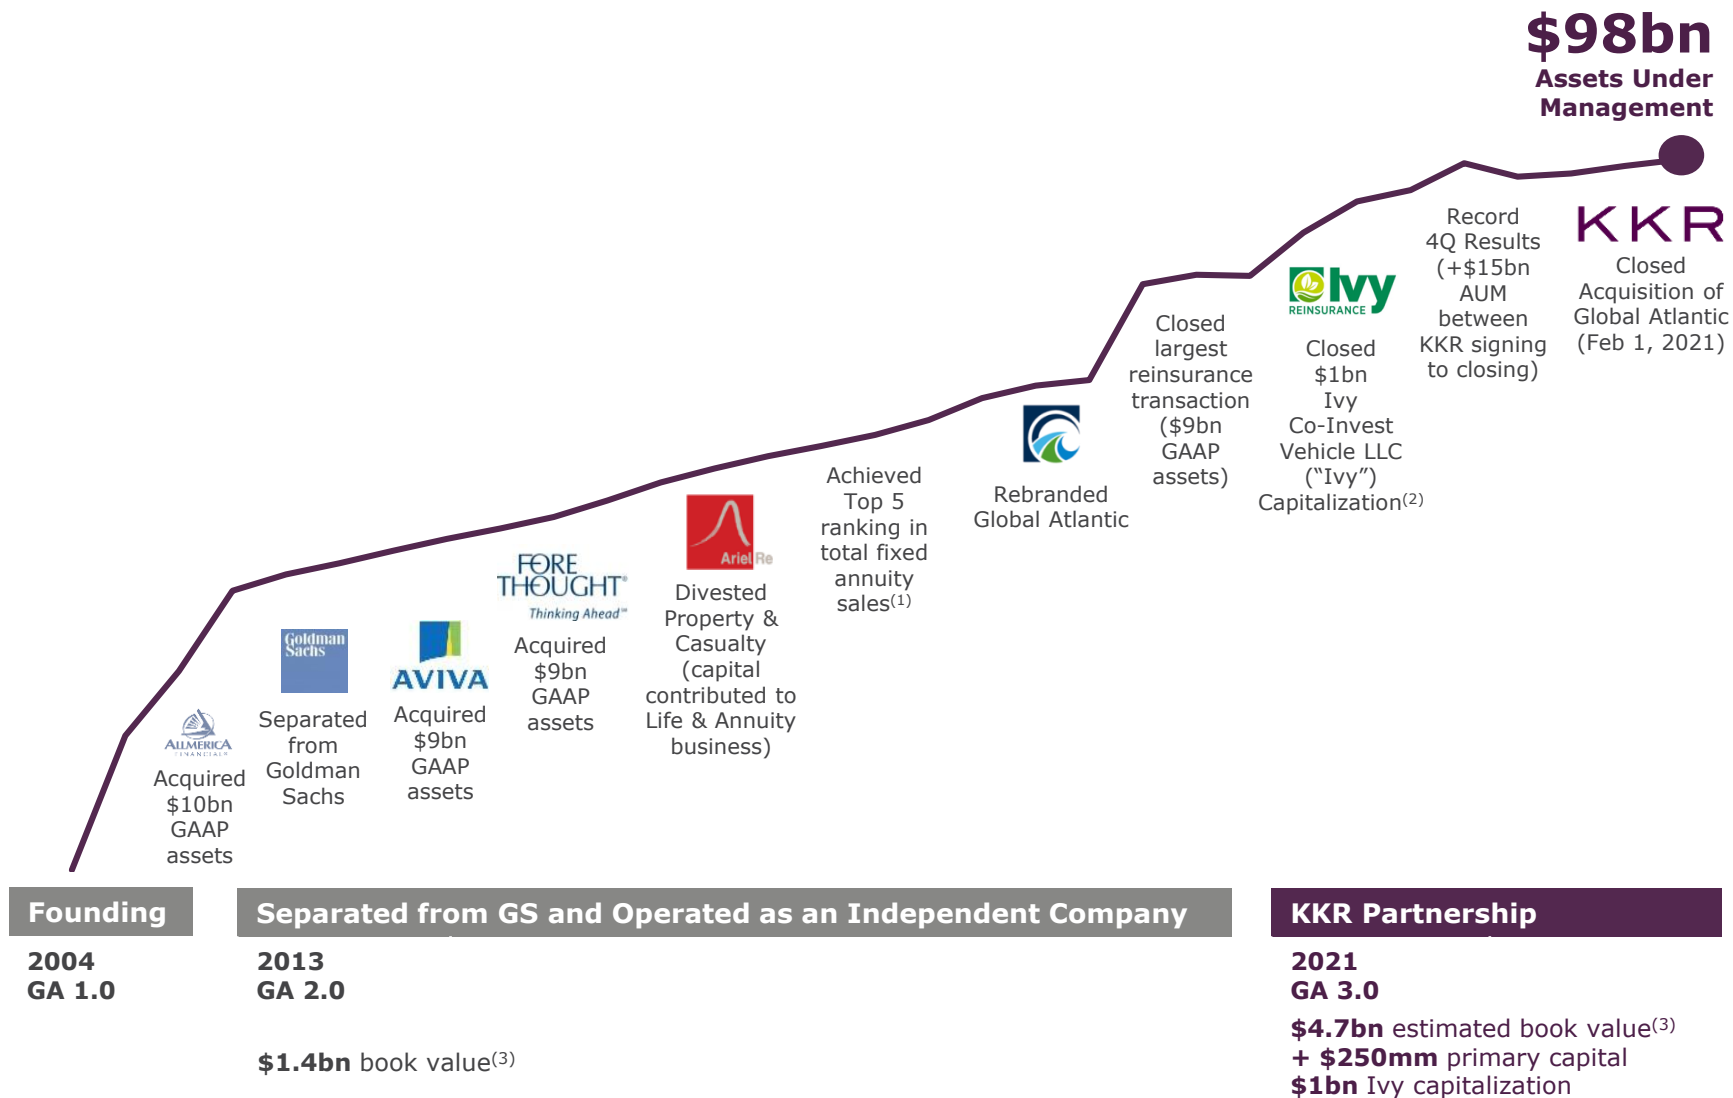 $98bn
Assets Under
Management
KKR
Closed
Acquisition of
Global Atlantic
(Feb 1, 2021)
Record
4Q Results
(+$15bn
AUM
between
KKR signing
to closing)
Ivy
REINSURANCE
Closed
$1bn
Ivy
Co-Invest
Vehicle LLC
(“Ivy”)
Capitalization(2)
Closed
largest
reinsurance
transaction
($9bn
GAAP
assets)
Rebranded
Global Atlantic
Achieved
Top 5
ranking in
total fixed
annuity
sales(1)
Ariel Re
Divested
Property &
Casualty
(capital
contributed to
Life & Annuity
business)
FORE
THOUGHT®
Thinking Ahead℠
Acquired
$9bn
GAAP
assets
AVIVA
Acquired
$9bn
GAAP
assets
Goldman
Sachs
Separated
from
Goldman
Sachs
ALLMERICA
FINANCIAL®
Acquired
$10bn
GAAP
assets
Founding
2004
GA 1.0
Separated from GS and Operated as an Independent Company
2013
GA 2.0
$1.4bn book value(3)
KKR Partnership
2021
GA 3.0
$4.7bn estimated book value(3)
+ $250mm primary capital
$1bn Ivy capitalization